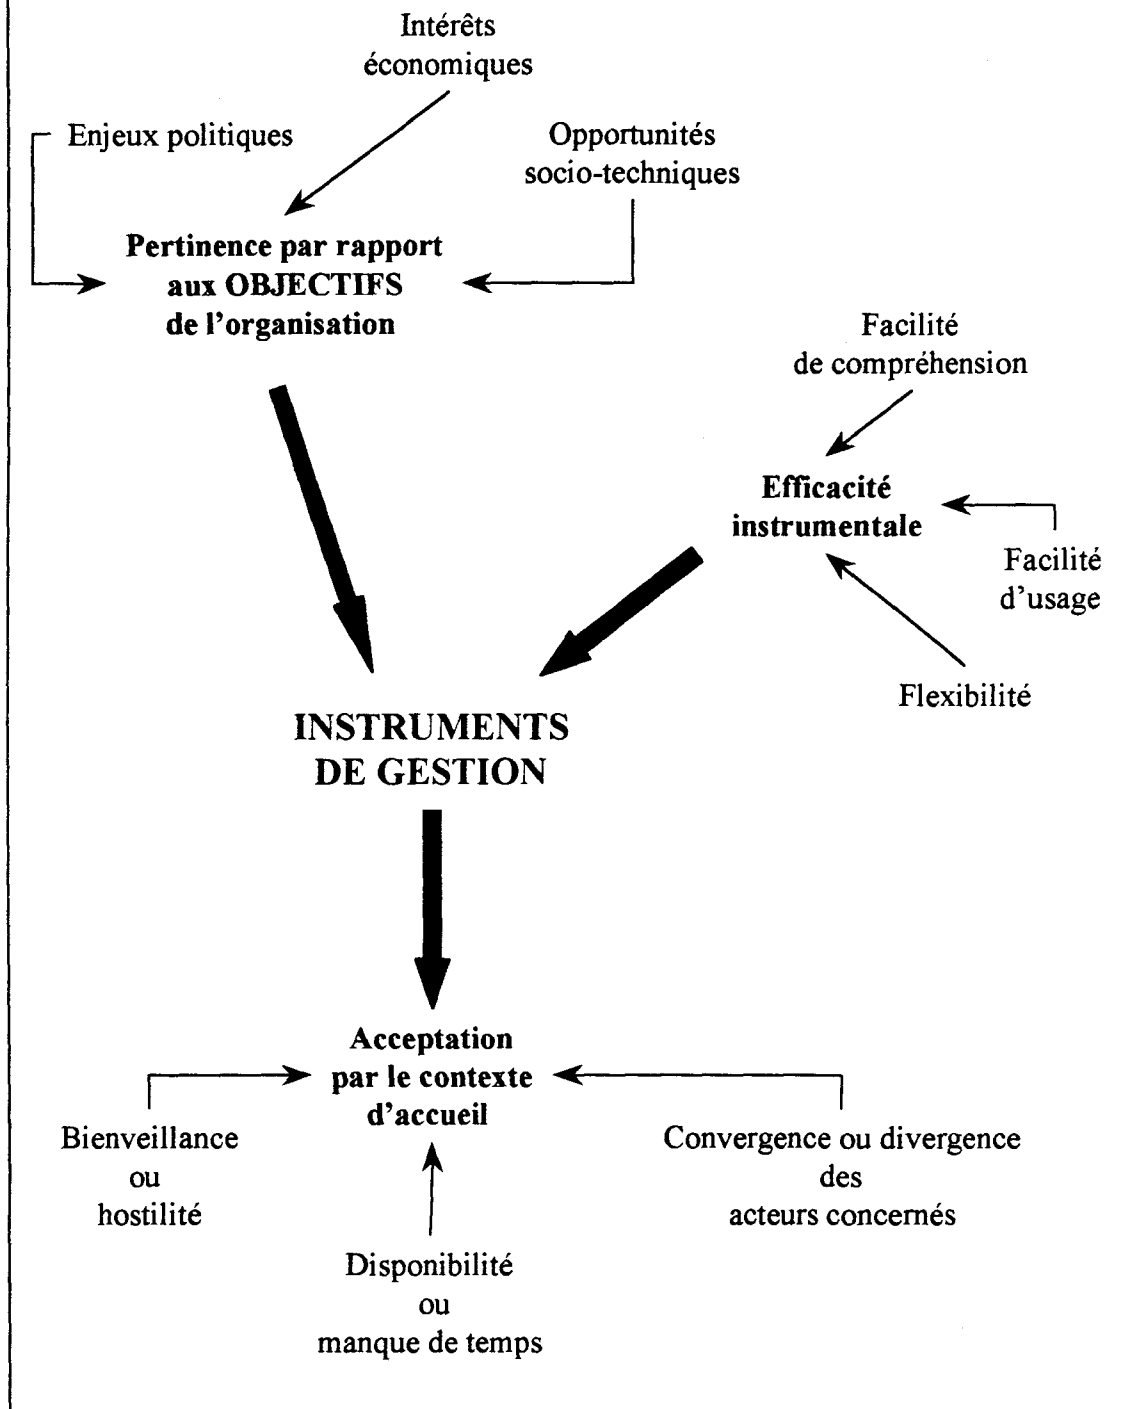 Intérêts
économiques
Enjeux politiques
Opportunités
socio-techniques
Pertinence par rapport
aux OBJECTIFS
de l'organisation
Facilité
de compréhension
Efficacité
instrumentale
Facilité
d'usage
Flexibilité
INSTRUMENTS
DE GESTION
Acceptation
par le contexte
d'accueil
Bienveillance
ou
hostilité
Convergence ou divergence
des
acteurs concernés
Disponibilité
ou
manque de temps